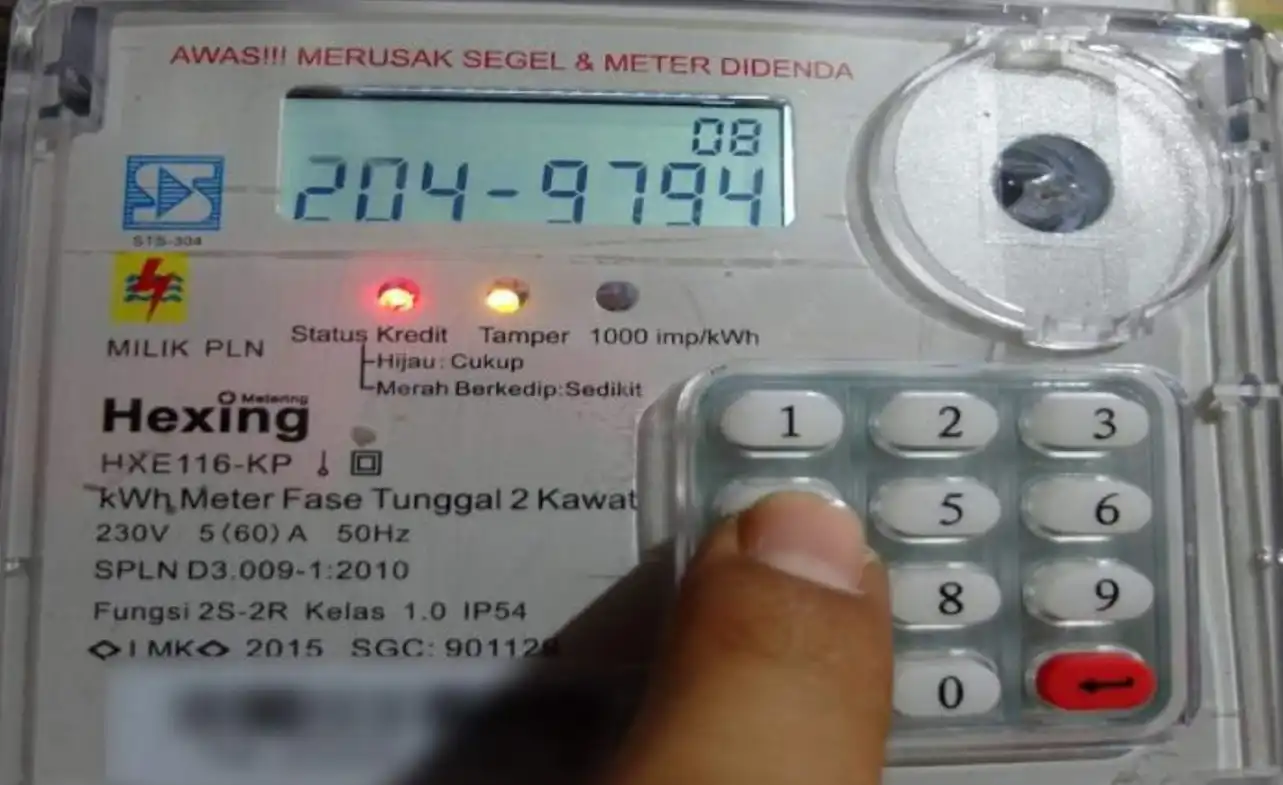 AWAS!!! MERUSAK SEGEL & METER DIDENDA
08
204-9794
STS-304
MILIK PLN
Status Kredit Tamper 1000 imp/kWh
Hijau: Cukup
Merah Berkedip: Sedikit
Metering
Hexing
HXE116-KP
kWh Meter Fase Tunggal 2 Kawat
230V 5(60)A 50Hz
SPLN D3.009-1:2010
Fungsi 2S-2R Kelas 1.0 IP54
I MK 2015 SGC: 901128
1 2 3
5 6
8 9
0